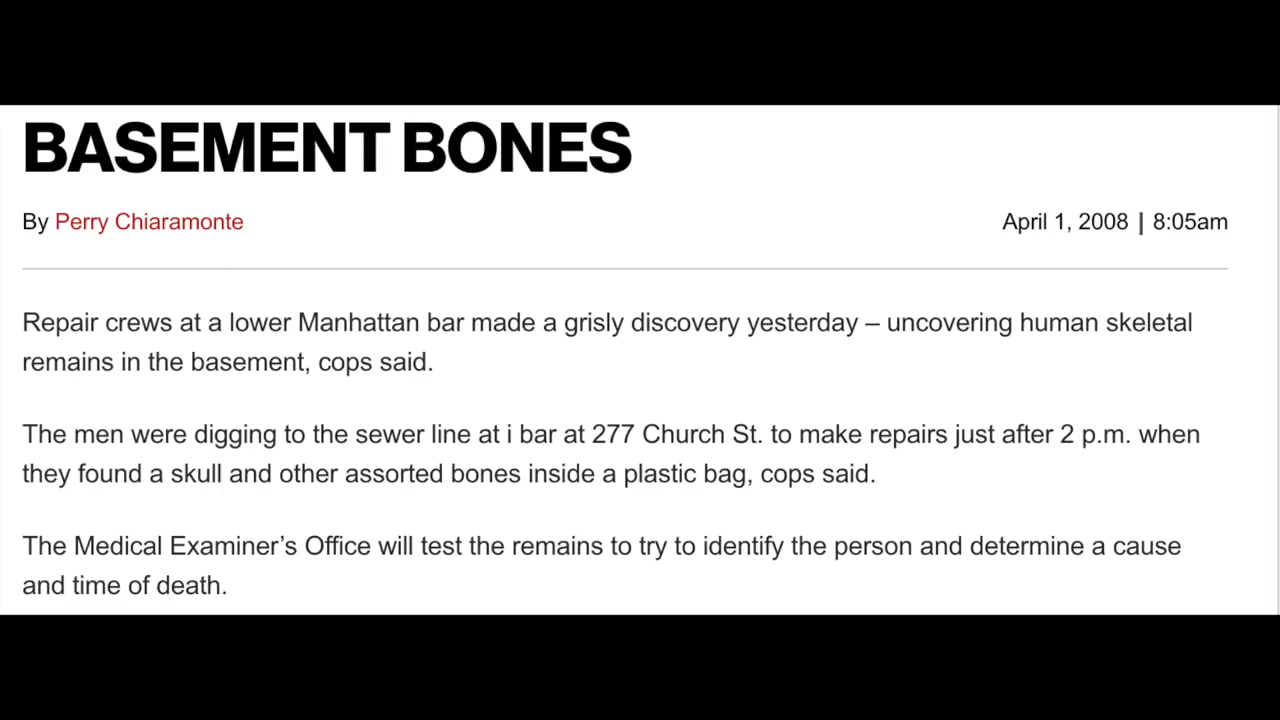 BASEMENT BONES
By Perry Chiaramonte
April 1, 2008 | 8:05am
Repair crews at a lower Manhattan bar made a grisly discovery yesterday – uncovering human skeletal
remains in the basement, cops said.
The men were digging to the sewer line at i bar at 277 Church St. to make repairs just after 2 p.m. when
they found a skull and other assorted bones inside a plastic bag, cops said.
The Medical Examiner’s Office will test the remains to try to identify the person and determine a cause
and time of death.